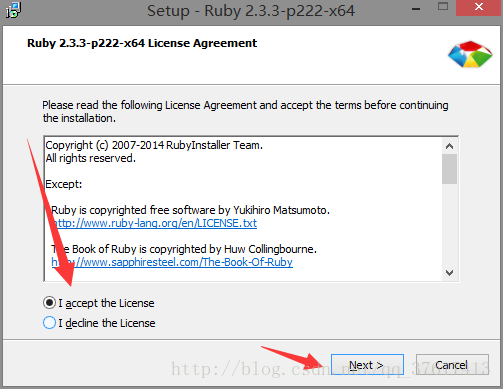 Setup - Ruby 2.3.3-p222-x64
Ruby 2.3.3-p222-x64 License Agreement
Please read the following License Agreement and accept the terms before continuing
the installation.
Copyright (c) 2007-2014 RubyInstaller Team.
All rights reserved.
Except:
Ruby is copyrighted free software by Yukihiro Matsumoto.
http://www.ruby-lang.org/en/LICENSE.txt
The Book of Ruby is copyrighted by Huw Collingbourne.
http://www.sapphiresteel.com/The-Book-Of-Ruby
I accept the License
I decline the License
Next >
Cancel